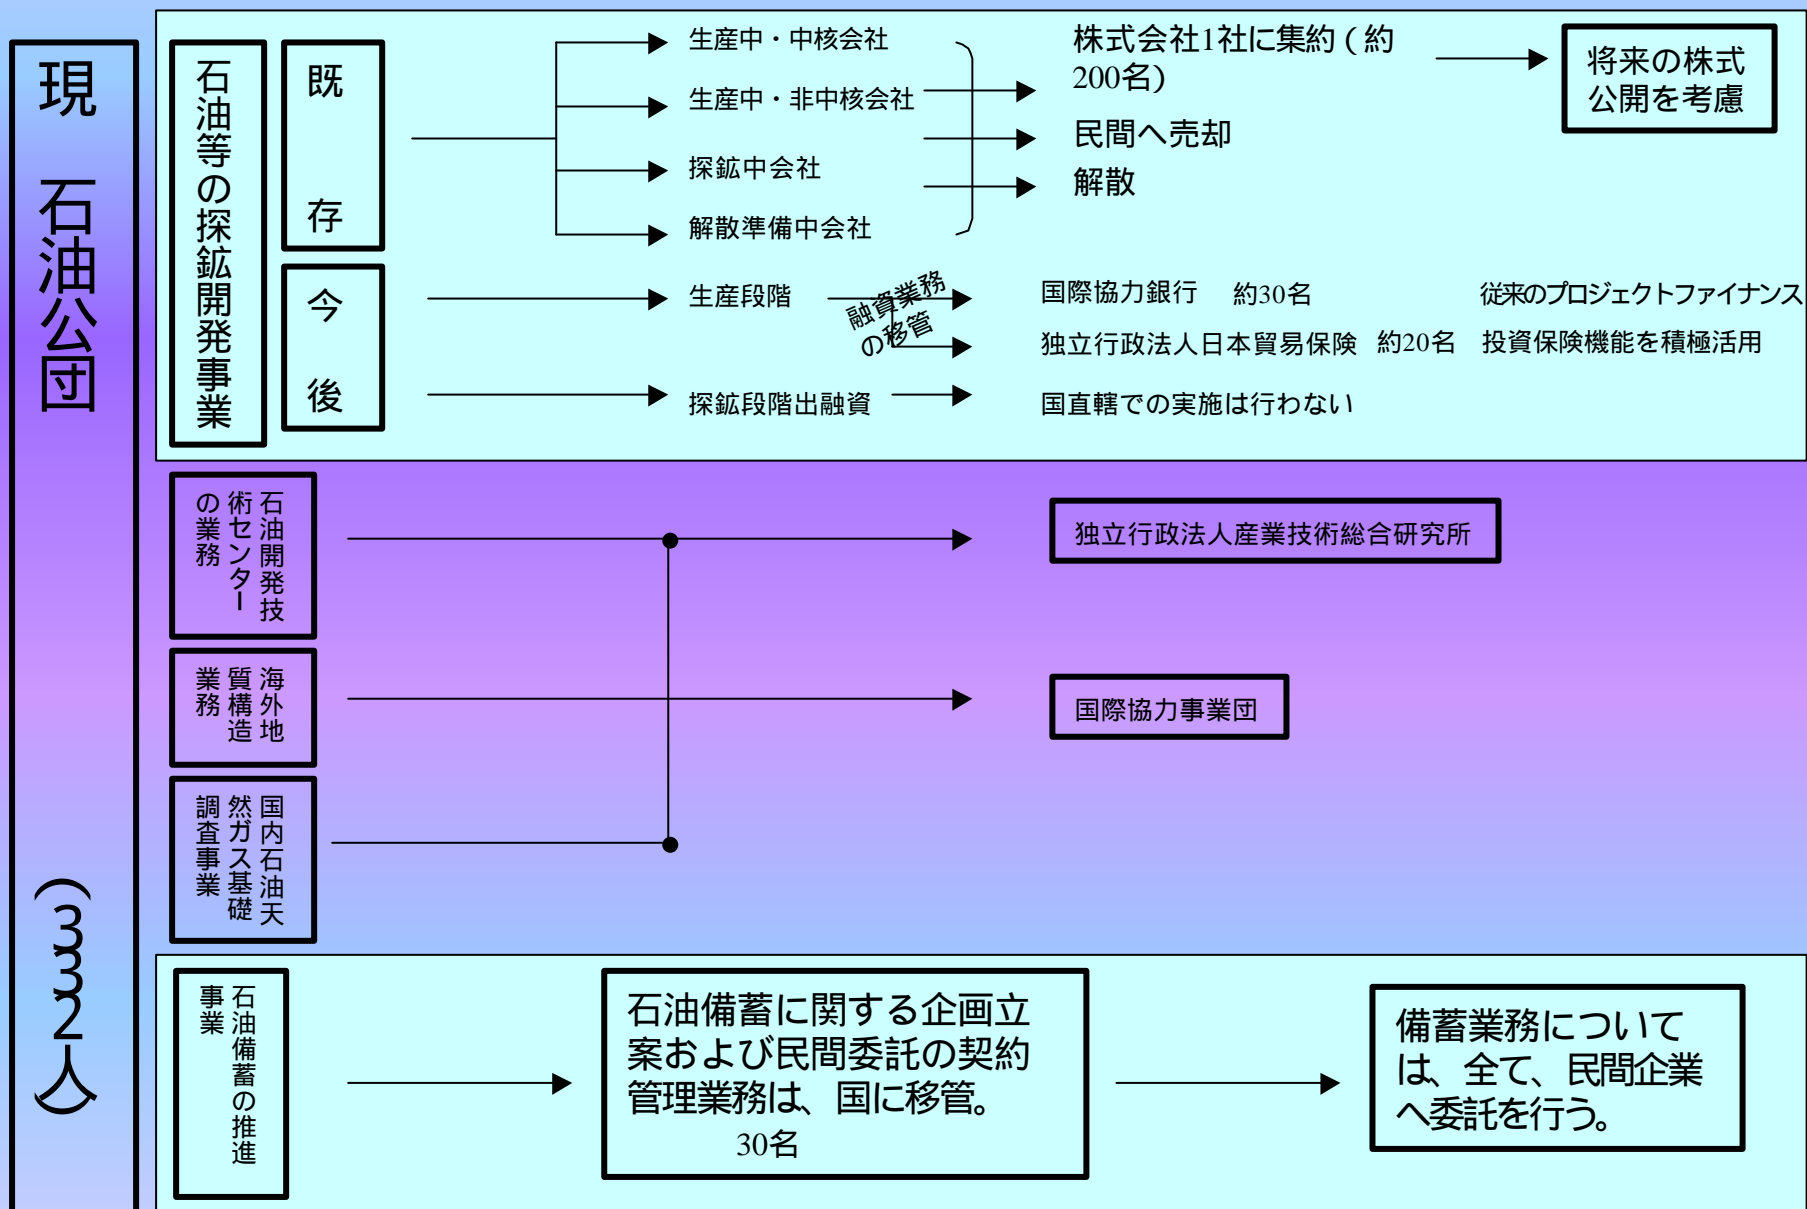 現 石油公団 (332人)
石油等の探鉱開発事業
既 存
生産中・中核会社
生産中・非中核会社
探鉱中会社
解散準備中会社
株式会社1社に集約(約
200名)
民間へ売却
解散
将来の株式
公開を考慮
今 後
生産段階
融資業務
の移管
国際協力銀行 約30名 従来のプロジェクトファイナンス
独立行政法人日本貿易保険 約20名 投資保険機能を積極活用
探鉱段階出融資
国直轄での実施は行わない
石油開発技
術センター
の業務
独立行政法人産業技術総合研究所
海外地
質構造
業務
国際協力事業団
国内石油天
然ガス基礎
調査事業
石油備蓄の推進
事業
石油備蓄に関する企画立
案および民間委託の契約
管理業務は、国に移管。
30名
備蓄業務について
は、全て、民間企業
へ委託を行う。